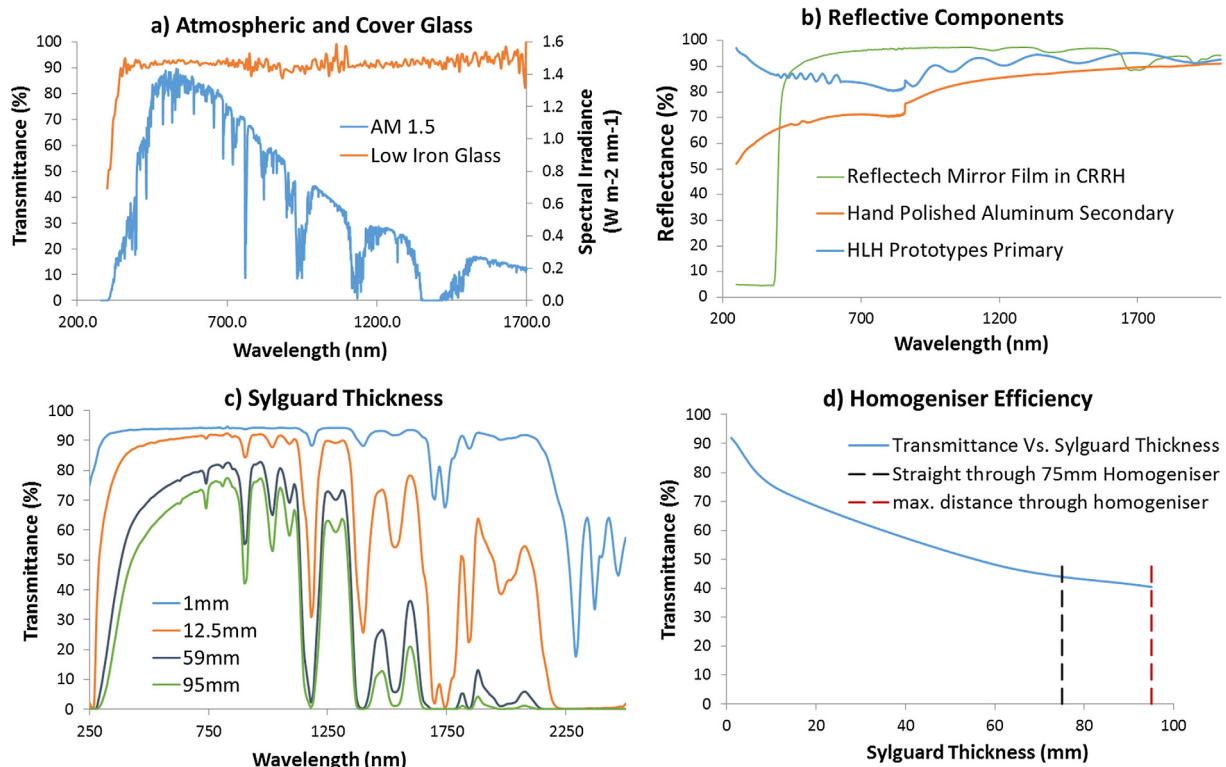 a) Atmospheric and Cover Glass
100
90
80
70
60
50
40
30
20
10
0
Transmittance (%)
1.6
1.4
1.2
1.0
0.8
0.6
0.4
0.2
0.0
Spectral Irradiance
(W m-2 nm-1)
AM 1.5
Low Iron Glass
200.0 700.0 1200.0 1700.0
Wavelength (nm)
b) Reflective Components
100
90
80
70
60
50
40
30
20
10
0
Reflectance (%)
Reflectech Mirror Film in CRRH
Hand Polished Aluminum Secondary
HLH Prototypes Primary
200 700 1200 1700
Wavelength (nm)
c) Sylguard Thickness
100
90
80
70
60
50
40
30
20
10
0
Transmittance (%)
1mm
12.5mm
59mm
95mm
250 750 1250 1750 2250
Wavelength (nm)
d) Homogeniser Efficiency
100
90
80
70
60
50
40
30
20
10
0
Transmittance (%)
Transmittance Vs. Sylguard Thickness
Straight through 75mm Homogeniser
max. distance through homogeniser
0 20 40 60 80 100
Sylguard Thickness (mm)